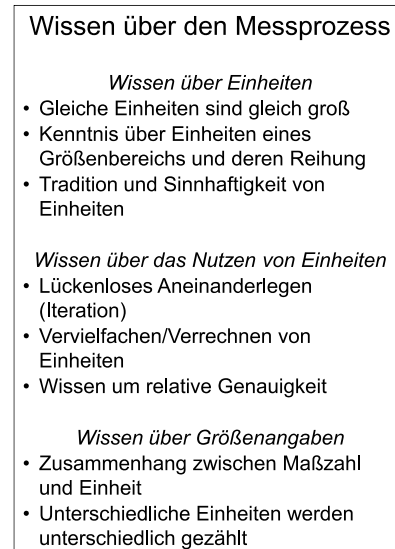 Wissen über den Messprozess
Wissen über Einheiten
• Gleiche Einheiten sind gleich groß
• Kenntnis über Einheiten eines
Größenbereichs und deren Reihung
• Tradition und Sinnhaftigkeit von
Einheiten
Wissen über das Nutzen von Einheiten
• Lückenloses Aneinanderlegen
(Iteration)
• Vervielfachen/Verrechnen von
Einheiten
• Wissen um relative Genauigkeit
Wissen über Größenangaben
• Zusammenhang zwischen Maßzahl
und Einheit
• Unterschiedliche Einheiten werden
unterschiedlich gezählt